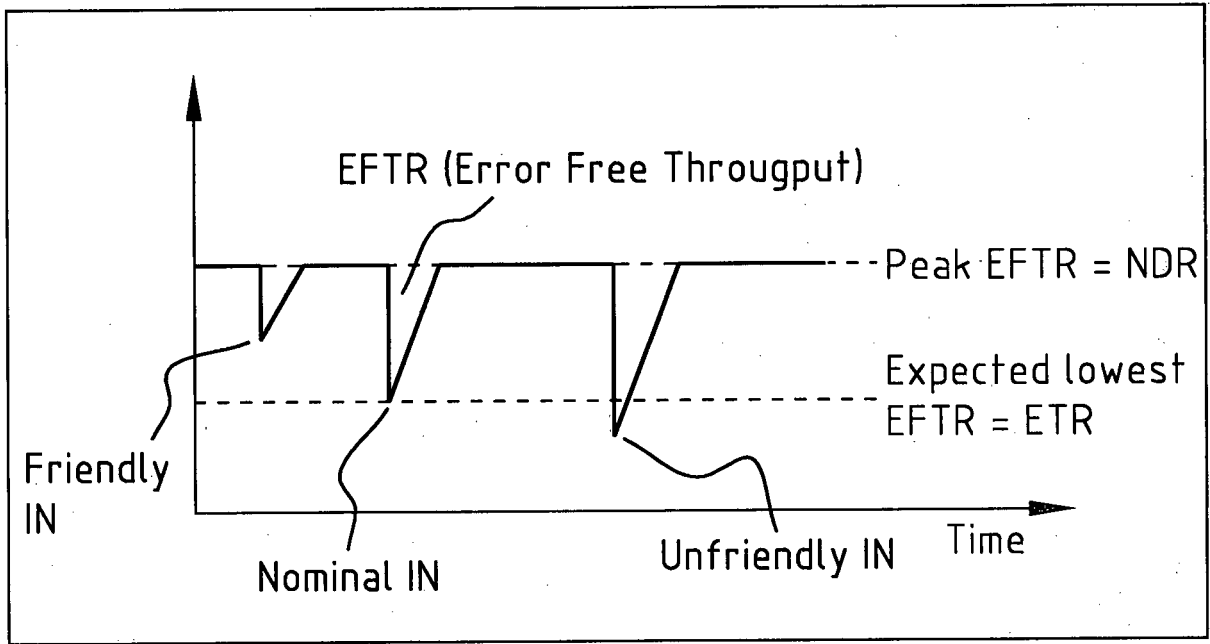 EFTR (Error Free Througput)
Peak EFTR = NDR
Expected lowest
EFTR = ETR
Friendly
IN
Nominal IN
Unfriendly IN
Time